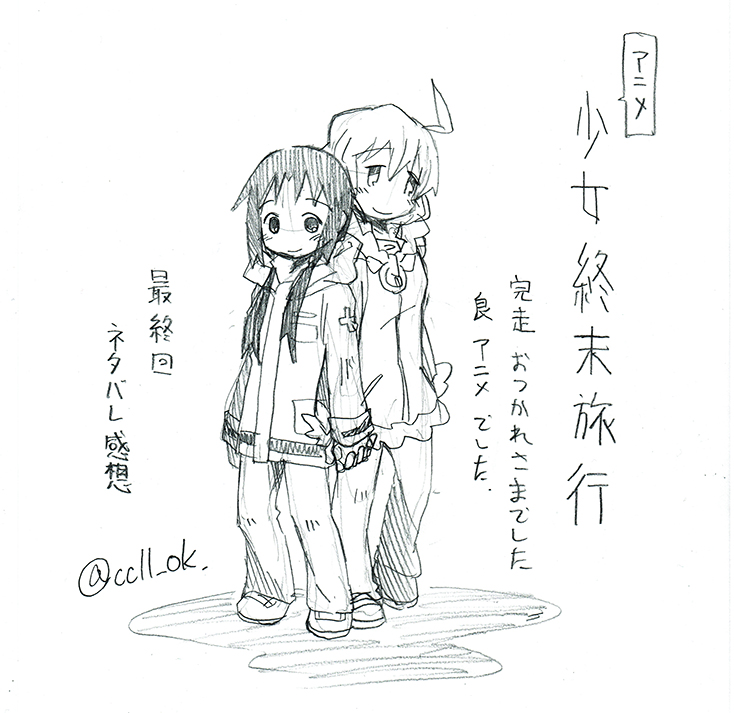 アニメ
少女終末旅行
完走 おつかれさまでした
良アニメでした.
最終回
ネタバレ感想
@ccll_ok_